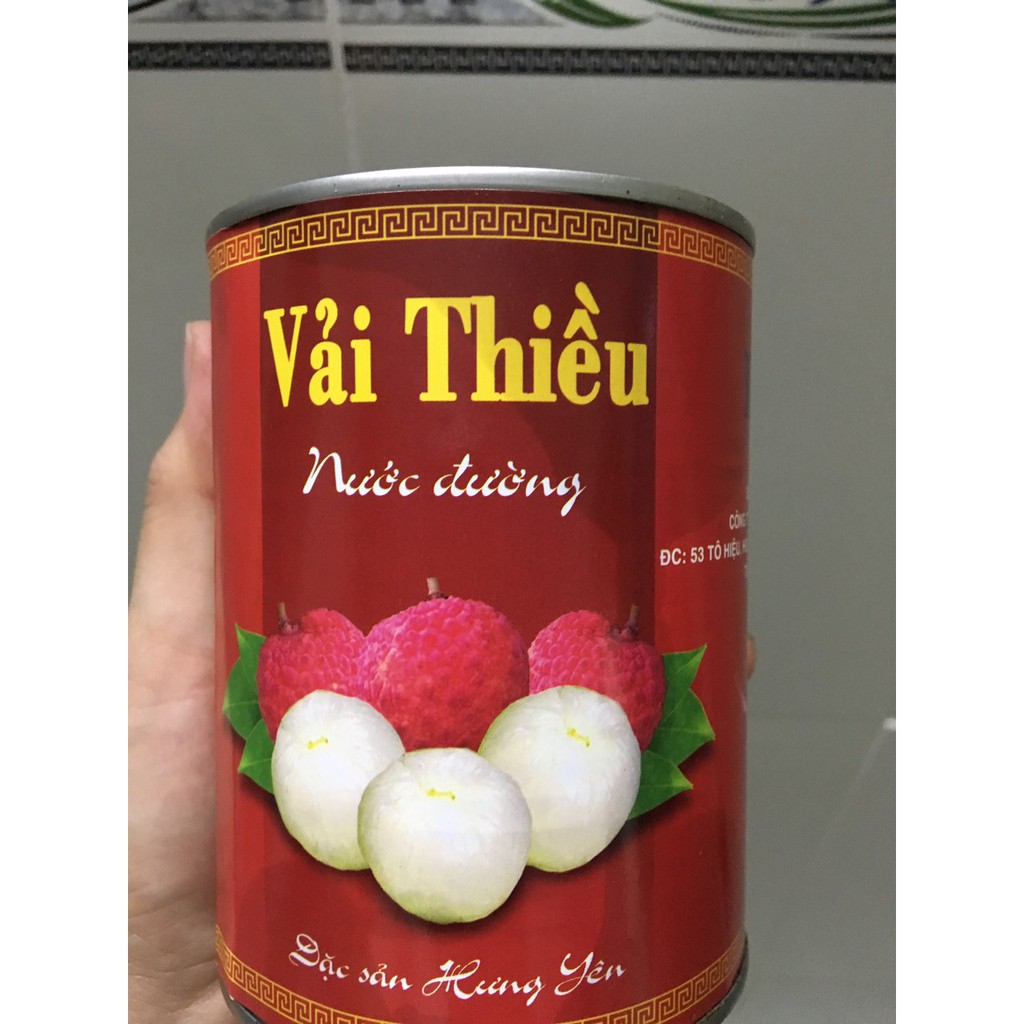 Vải Thiều
Nước đường
CÔNG
ĐC: 53 TÔ HIỆU,
Đặc sản Hưng Yên